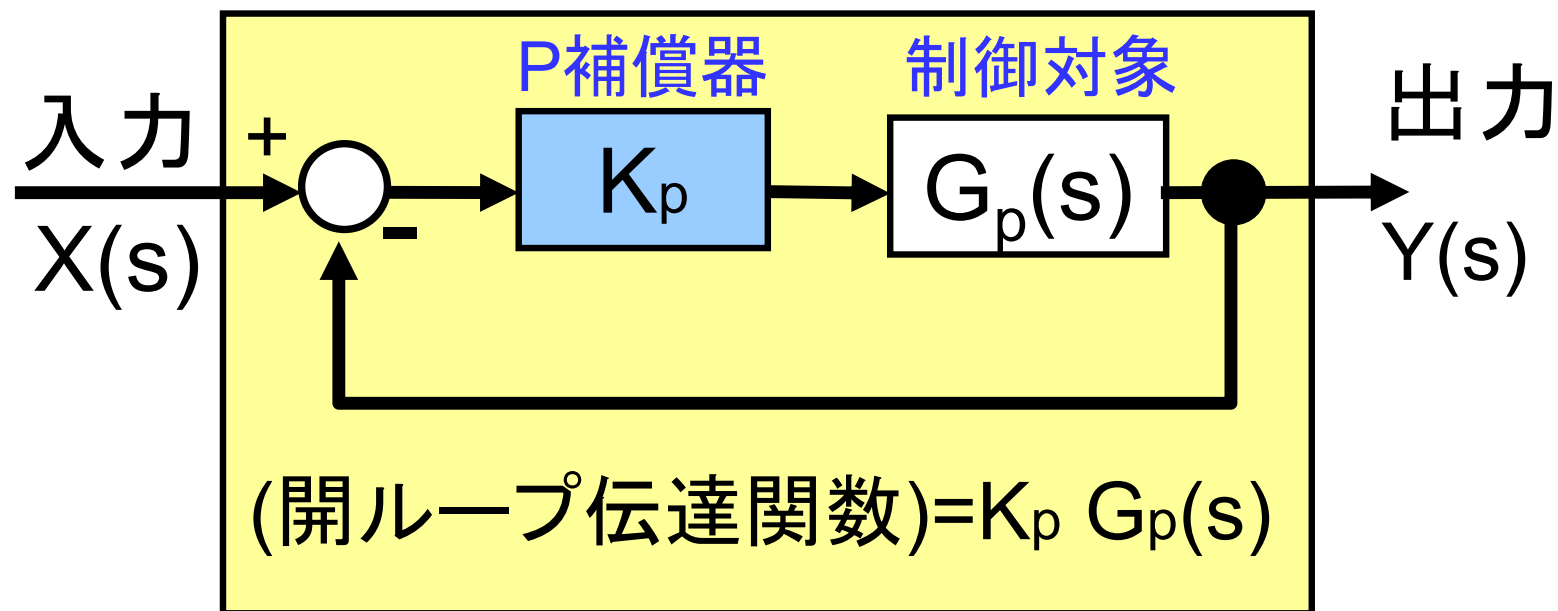 P補償器
制御対象
入力
出力
+
Kp
Gp(s)
-
X(s)
Y(s)
(開ループ伝達関数)=Kp Gp(s)